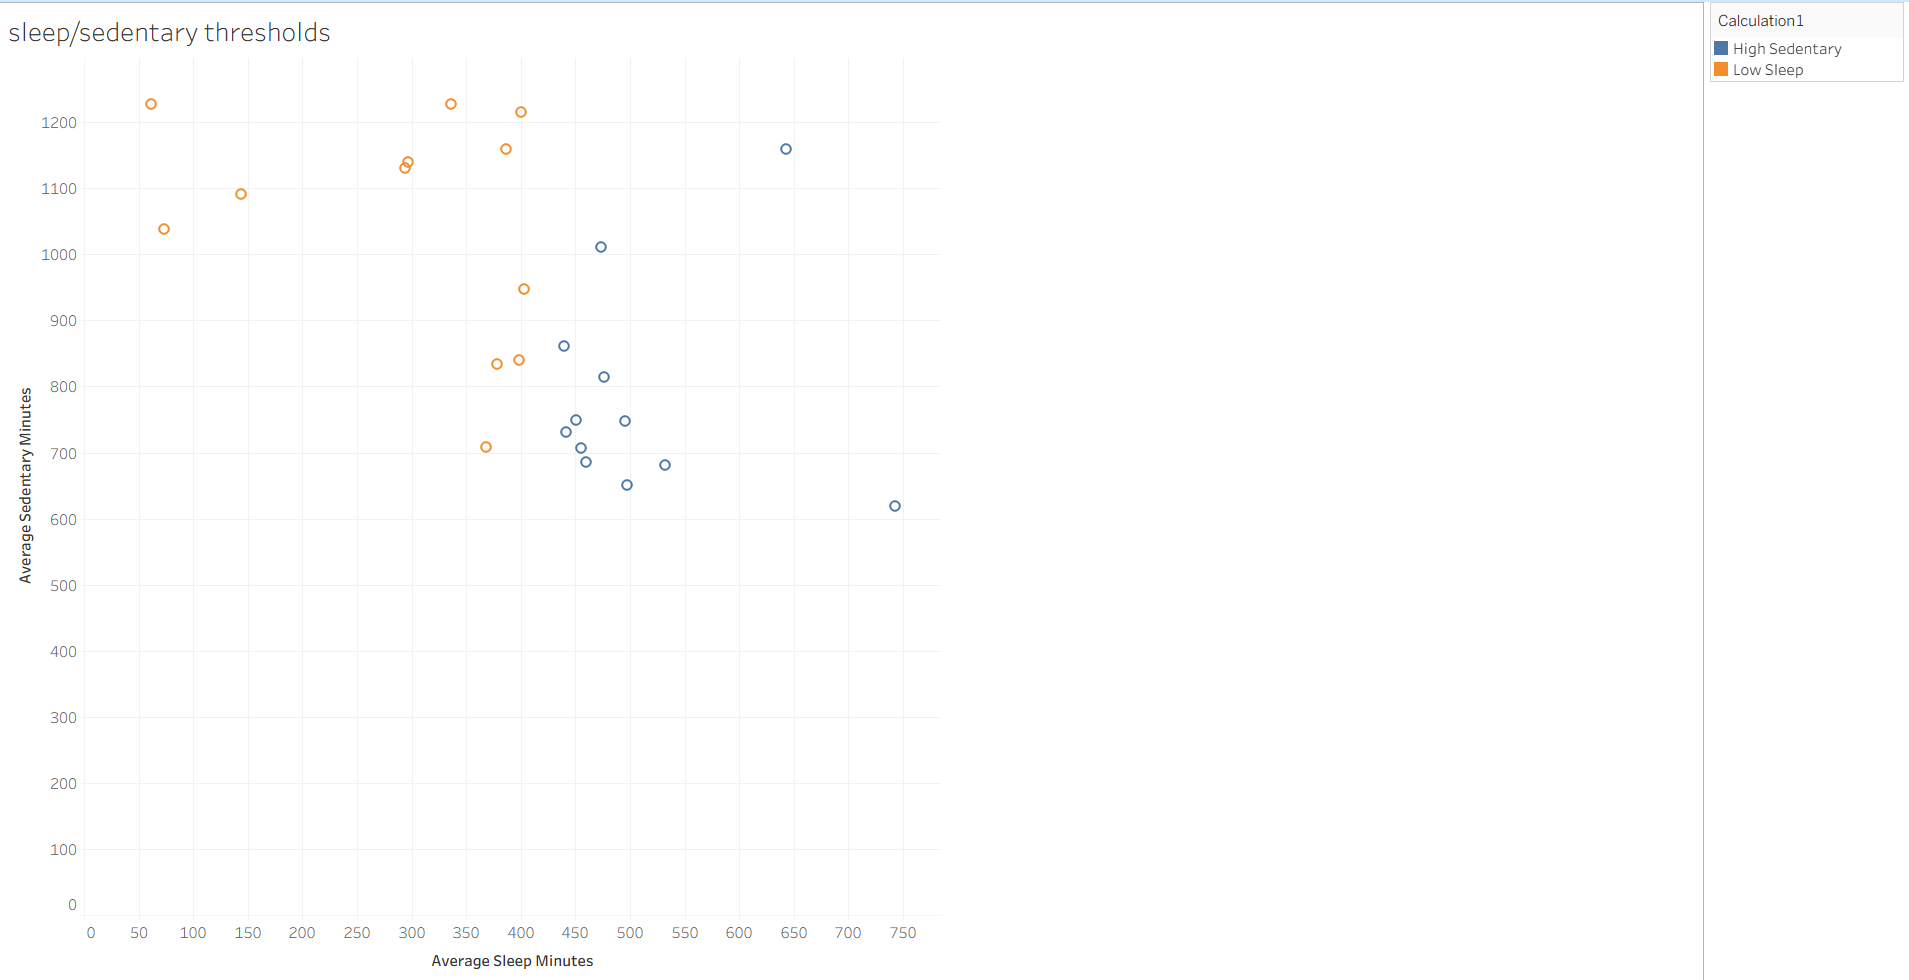 sleep/sedentary thresholds
Calculation1
High Sedentary
Low Sleep
1200
1100
1000
900
800
700
600
500
400
300
200
100
0
Average Sedentary Minutes
0 50 100 150 200 250 300 350 400 450 500 550 600 650 700 750
Average Sleep Minutes